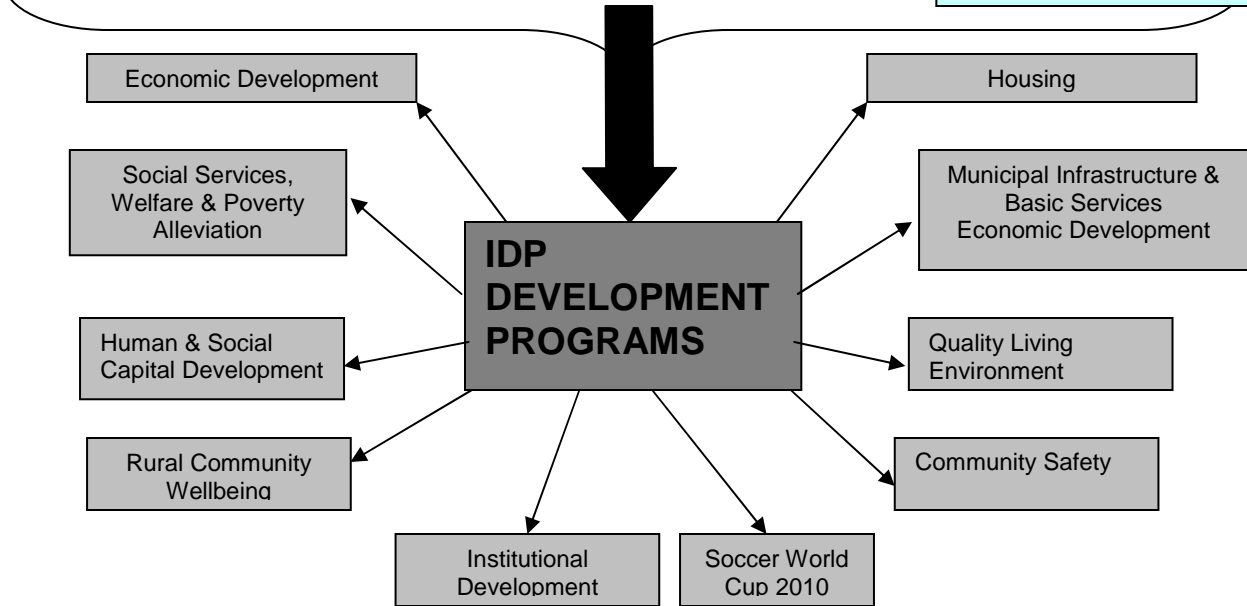 Economic Development
Housing
Social Services,
Welfare & Poverty
Alleviation
Municipal Infrastructure &
Basic Services
Economic Development
IDP
DEVELOPMENT
PROGRAMS
Human & Social
Capital Development
Quality Living
Environment
Rural Community
Wellbeing
Community Safety
Institutional
Development
Soccer World
Cup 2010